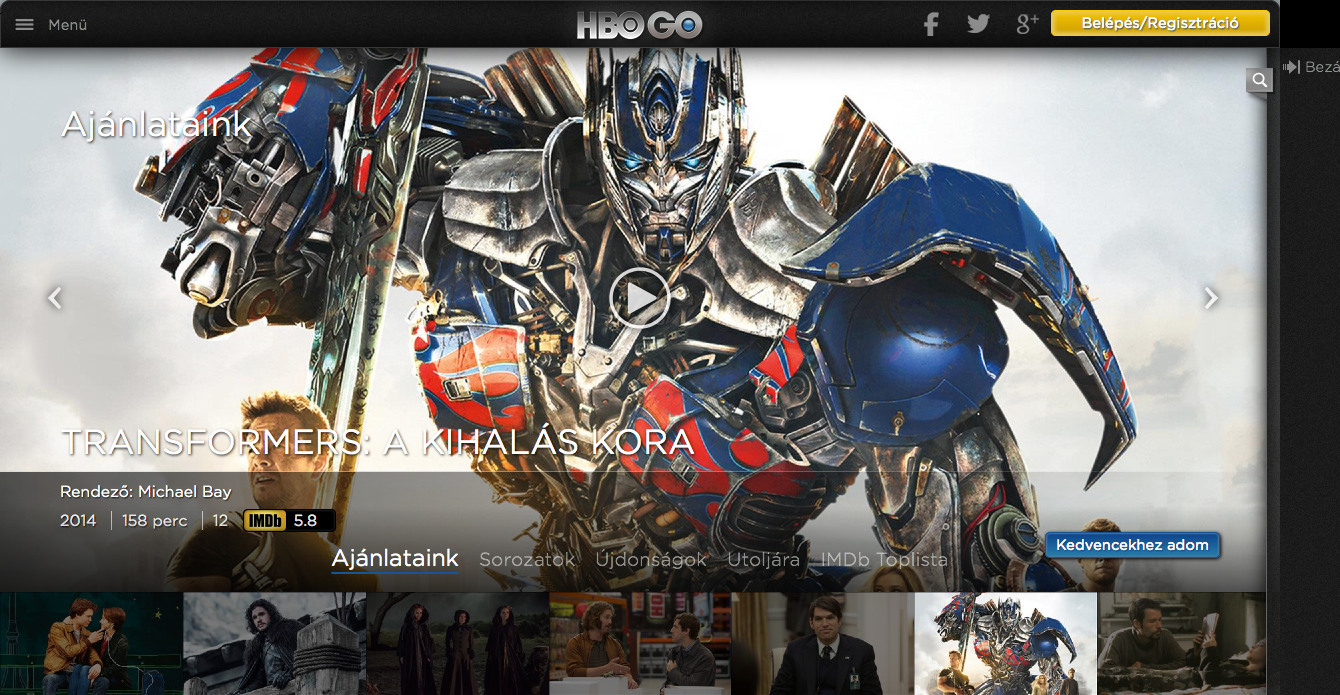 Menü
HBO GO
g+
Belépés/Regisztráció
Ajánlataink
TRANSFORMERS: A KIHALÁS KORA
Rendező: Michael Bay
2014 | 158 perc | 12 IMDb 5.8
Kedvencekhez adom
Ajánlataink Sorozatok Újdonságok Utoljára IMDb Toplista